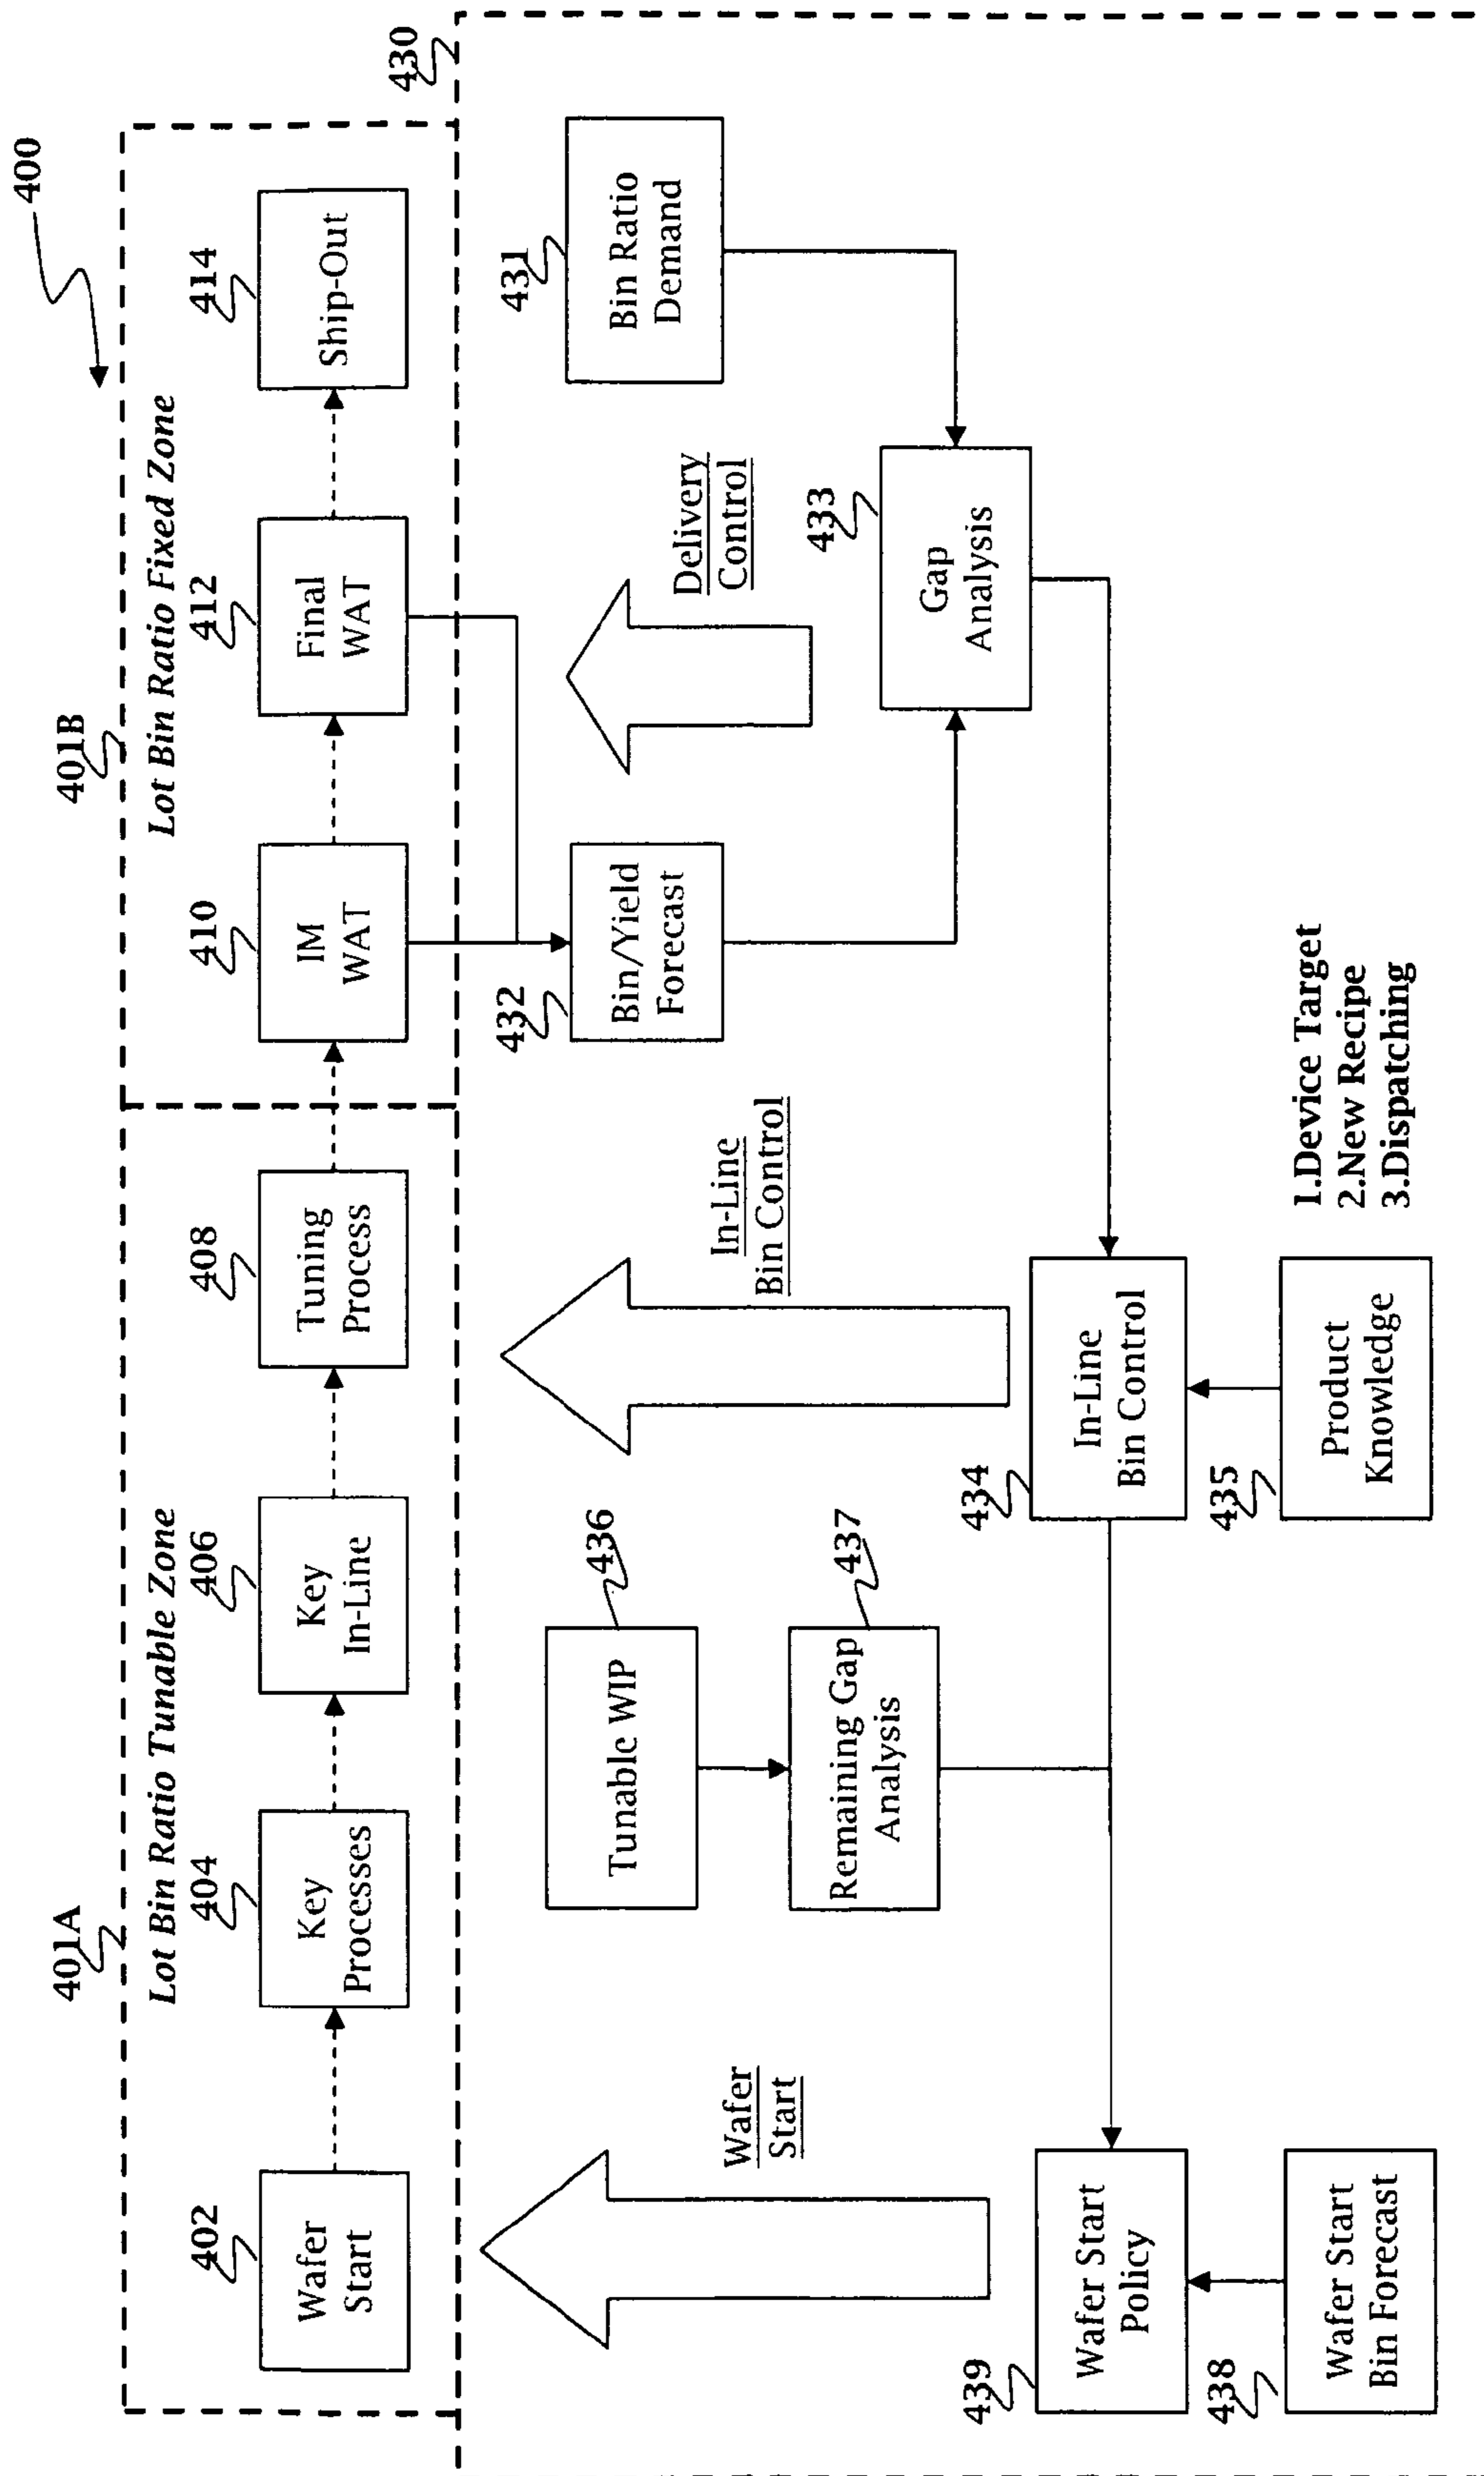 400
401A
401B
Lot Bin Ratio Tunable Zone
Lot Bin Ratio Fixed Zone
402
404
406
408
410
412
414
Wafer
Start
Key
Processes
Key
In-Line
Tuning
Process
IM
WAT
Final
WAT
Ship-Out
430
Wafer
Start
436
Tunable WIP
437
Remaining Gap
Analysis
In-Line
Bin Control
432
Bin/Yield
Forecast
Delivery
Control
431
Bin Ratio
Demand
433
Gap
Analysis
439
Wafer Start
Policy
434
In-Line
Bin Control
438
Wafer Start
Bin Forecast
435
Product
Knowledge
1.Device Target
2.New Recipe
3.Dispatching